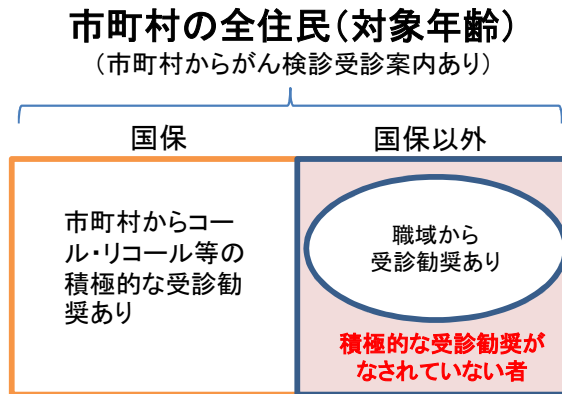 市町村の全住民(対象年齢)
(市町村からがん検診受診案内あり)
国保
国保以外
市町村からコー
ル・リコール等の
積極的な受診勧
奨あり
職域から
受診勧奨あり
積極的な受診勧奨が
なされていない者